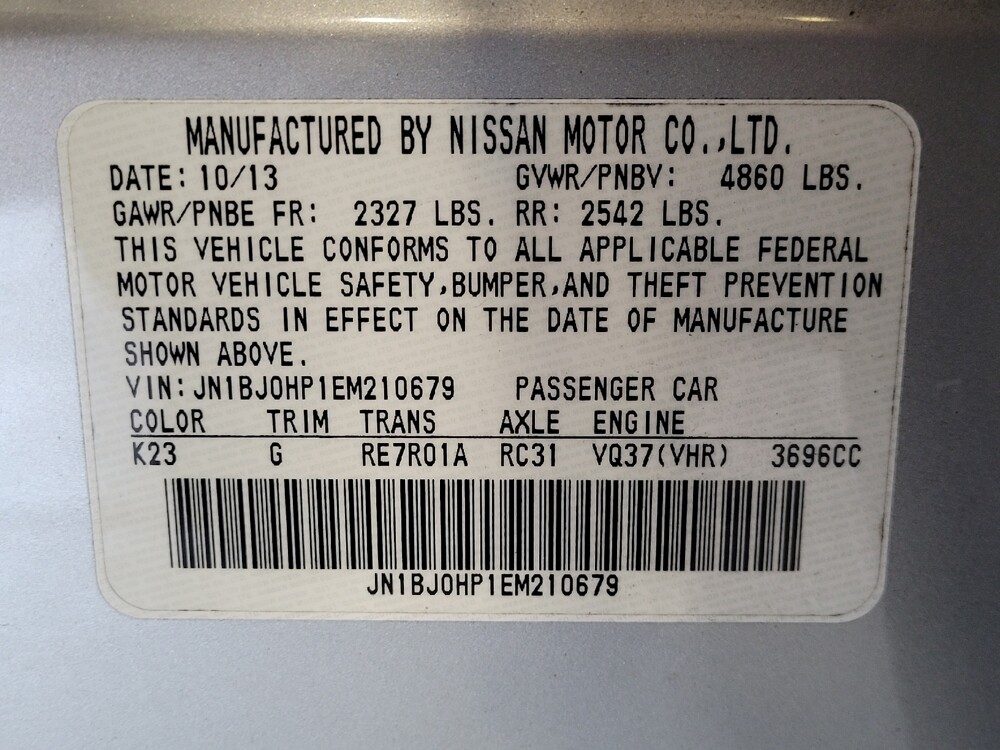 MANUFACTURED BY NISSAN MOTOR CO.,LTD.
DATE: 10/13 GVWR/PNBV: 4860 LBS.
GAWR/PNBE FR: 2327 LBS. RR: 2542 LBS.
THIS VEHICLE CONFORMS TO ALL APPLICABLE FEDERAL
MOTOR VEHICLE SAFETY,BUMPER,AND THEFT PREVENTION
STANDARDS IN EFFECT ON THE DATE OF MANUFACTURE
SHOWN ABOVE.
VIN:JN1BJ0HP1EM210679 PASSENGER CAR
COLOR TRIM TRANS AXLE ENGINE
K23 G RE7R01A RC31 VQ37(VHR) 3696CC
JN1BJ0HP1EM210679